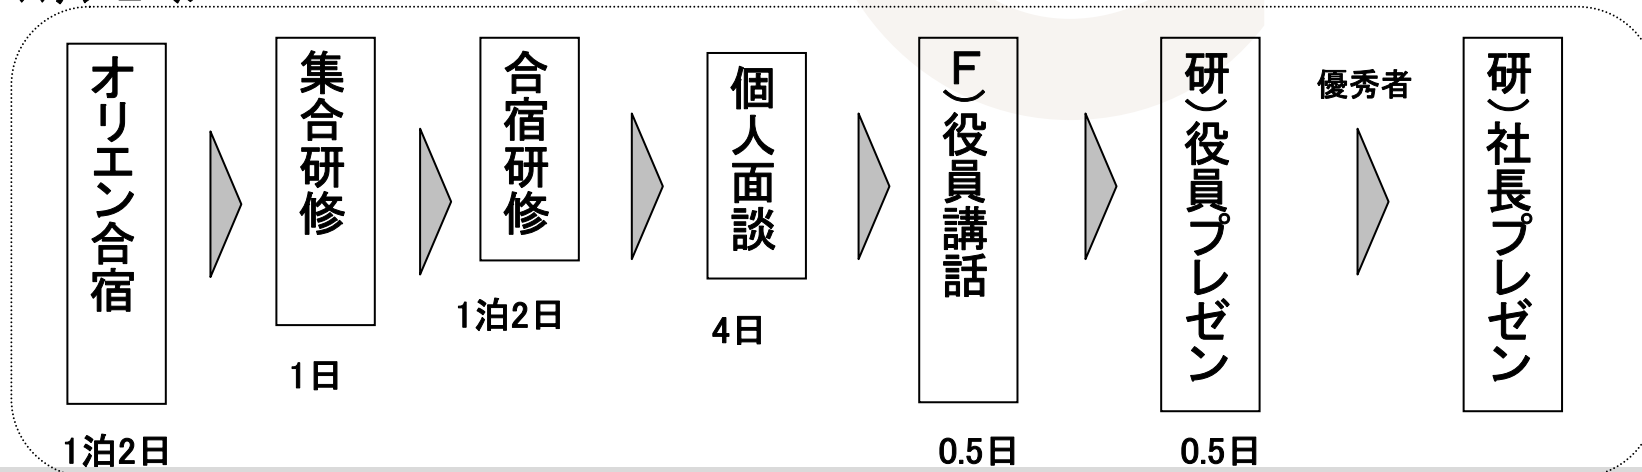 オリエン合宿
1泊2日
集合研修
1日
合宿研修
1泊2日
個人面談
4日
F)役員講話
0.5日
研)役員プレゼン
0.5日
優秀者
研)社長プレゼン